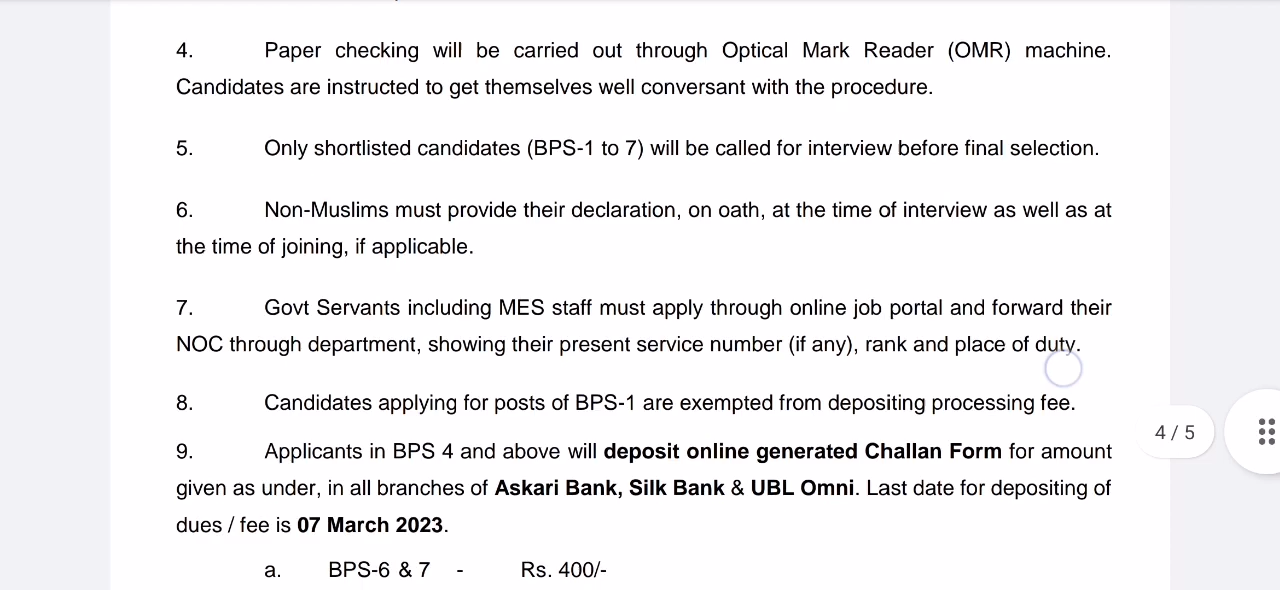 4. Paper checking will be carried out through Optical Mark Reader (OMR) machine.
Candidates are instructed to get themselves well conversant with the procedure.
5. Only shortlisted candidates (BPS-1 to 7) will be called for interview before final selection.
6. Non-Muslims must provide their declaration, on oath, at the time of interview as well as at
the time of joining, if applicable.
7. Govt Servants including MES staff must apply through online job portal and forward their
NOC through department, showing their present service number (if any), rank and place of duty.
8. Candidates applying for posts of BPS-1 are exempted from depositing processing fee.
4 / 5
9. Applicants in BPS 4 and above will deposit online generated Challan Form for amount
given as under, in all branches of Askari Bank, Silk Bank & UBL Omni. Last date for depositing of
dues / fee is 07 March 2023.
a. BPS-6 & 7 - Rs. 400/-